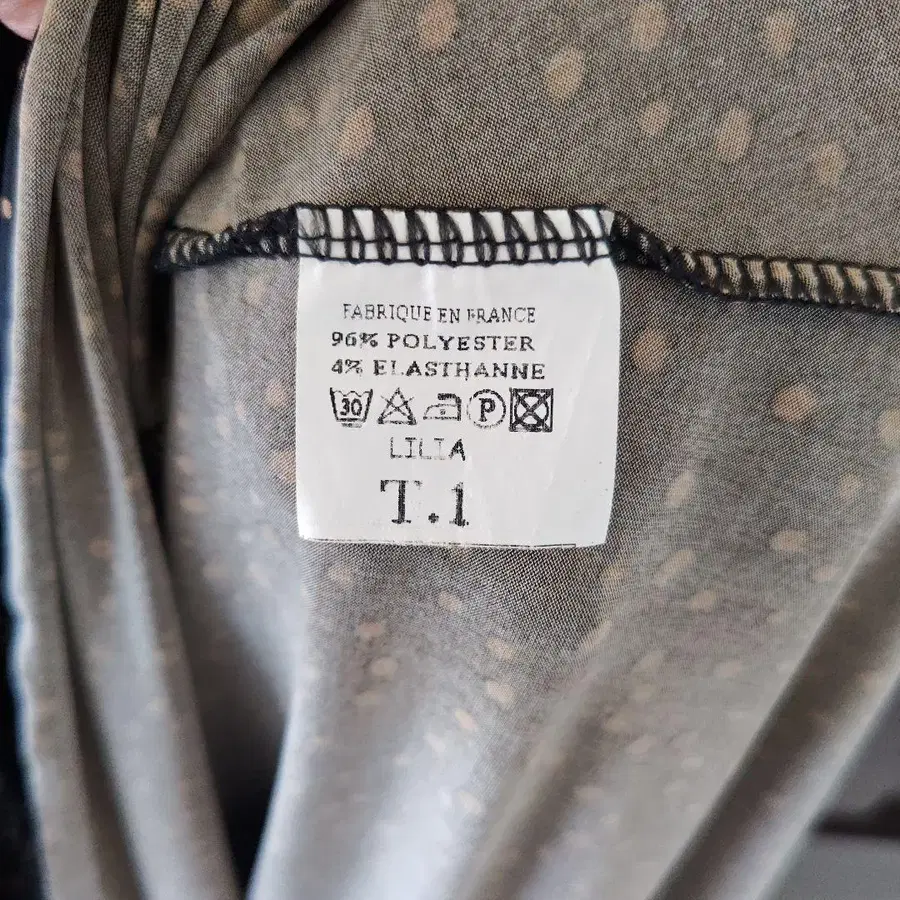 FABRIQUE EN FRANCE
96% POLYESTER
4% ELASTHANNE
30 P
LILIA
T.1